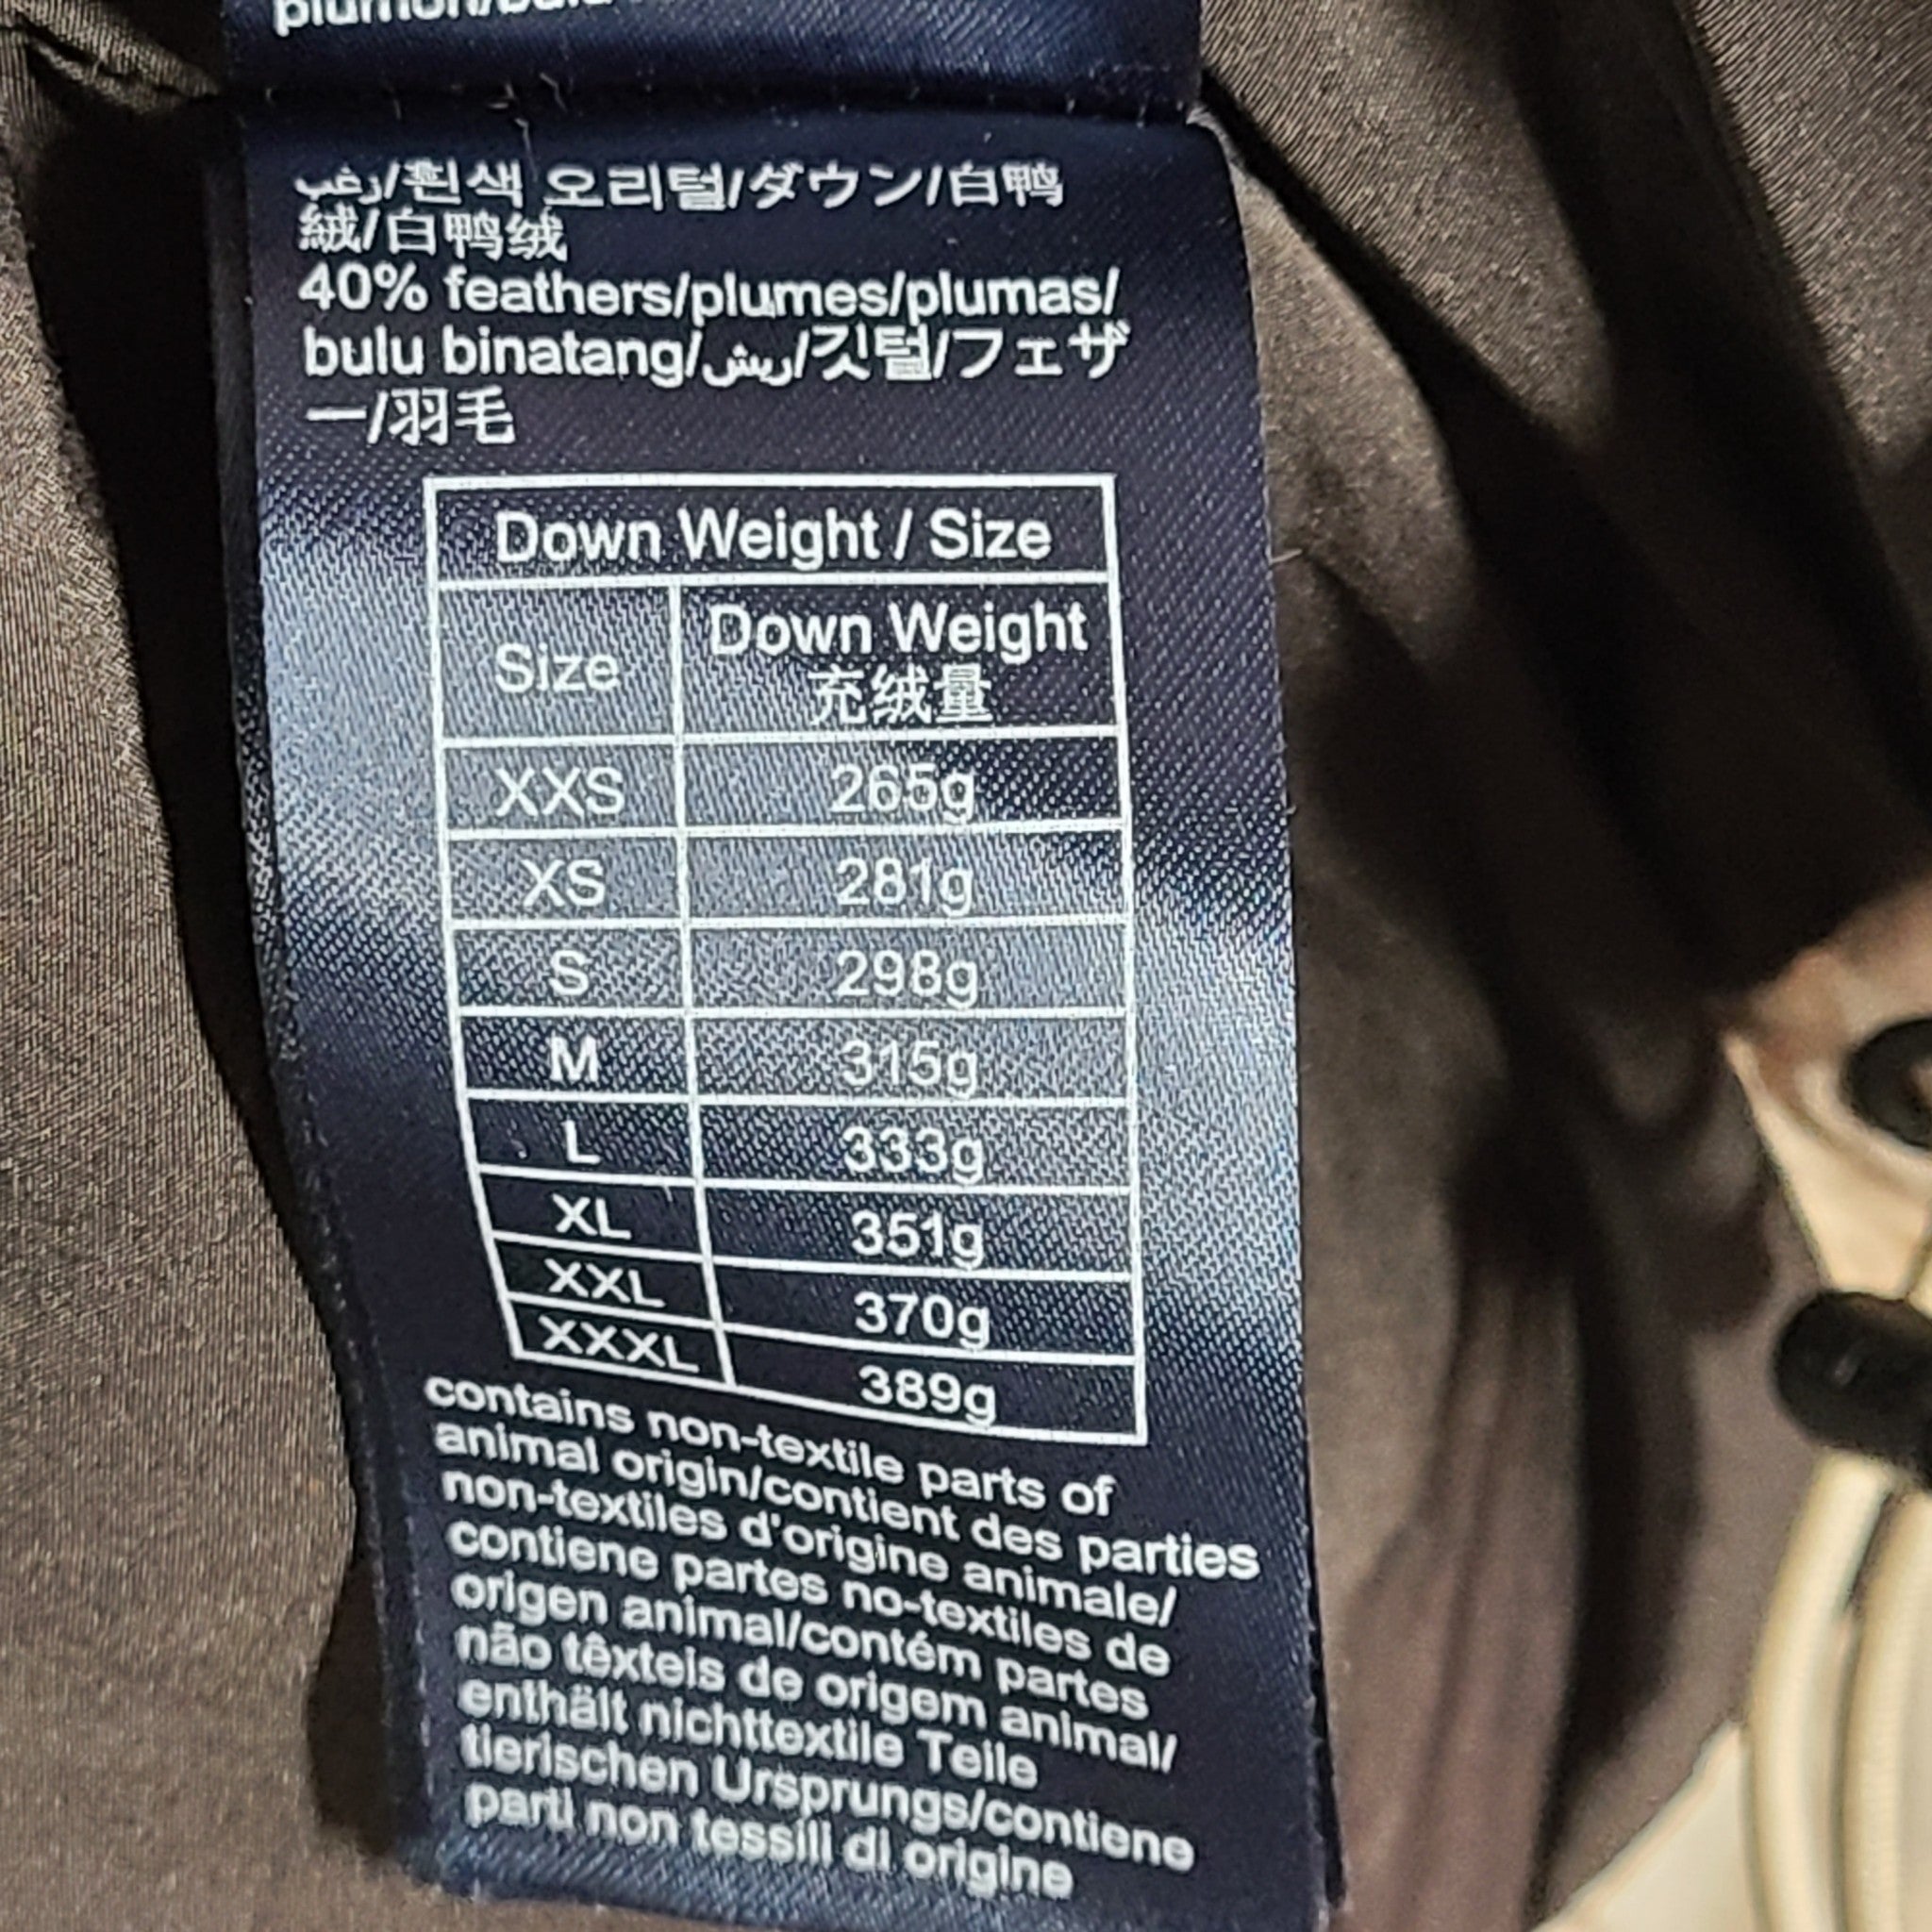 زغب/흰색 오리털/ダウン/白鴨
絨/白鸭绒
40% feathers/plumes/plumas/
bulu binatang/ريش/깃털/フェザ
ー/羽毛
Down Weight / Size
Size Down Weight
充绒量
XXS 265g
XS 281g
S 298g
M 315g
L 333g
XL 351g
XXL 370g
XXXL 389g
contains non-textile parts of
animal origin/contient des parties
non-textiles d'origine animale/
contiene partes no-textiles de
origen animal/contém partes
não têxteis de origem animal/
enthält nichttextile Teile
tierischen Ursprungs/contiene
parti non tessili di origine